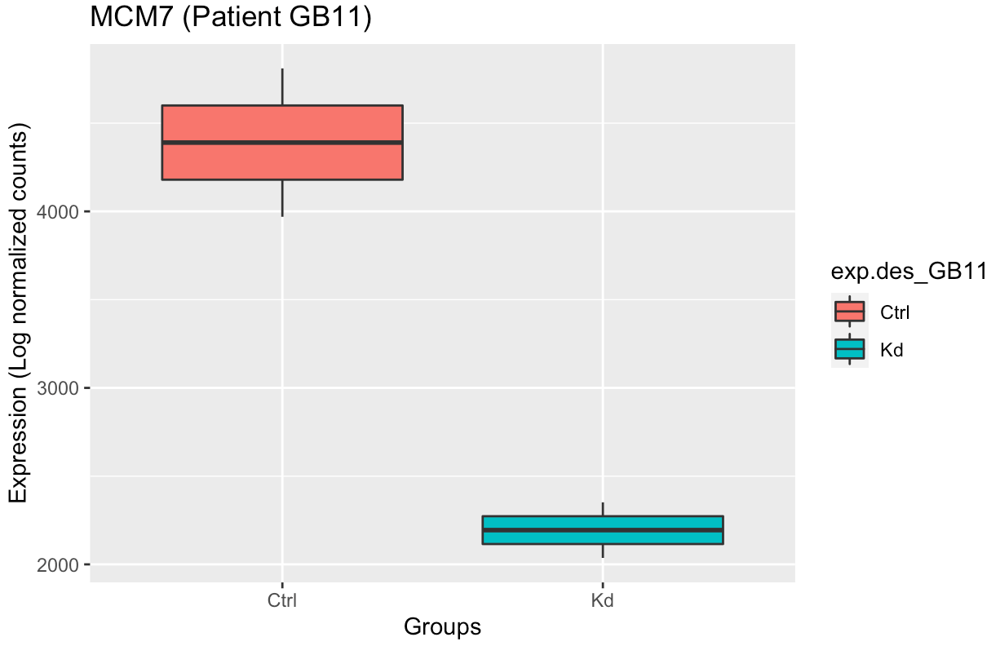 MCM7 (Patient GB11)
Expression (Log normalized counts)
4000
3000
2000
Ctrl
Kd
Groups
exp.des_GB11
Ctrl
Kd